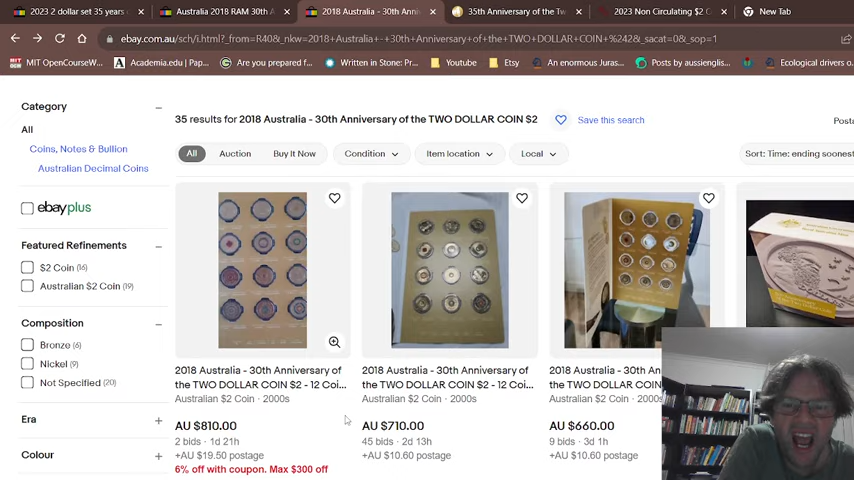 2023 2 dollar set 35 years
Australia 2018 RAM 30th A
2018 Australia - 30th Anni
35th Anniversary of the Tw
2023 Non Circulating $2 C
New Tab
ebay.com.au/sch/i.html?_from=R40&_nkw=2018+Australia+-+30th+Anniversary+of+the+TWO+DOLLAR+COIN+%242&_sacat=0&_sop=1
MIT OpenCourseW...
Academia.edu | Pap...
Are you prepared f...
Written in Stone: Pr...
Youtube
Etsy
An enormous Juras...
Posts by aussienglis...
Ecological drivers o...
Category
All
Coins, Notes & Bullion
Australian Decimal Coins
ebayplus
Featured Refinements
$2 Coin (16)
Australian $2 Coin (19)
Composition
Bronze (6)
Nickel (9)
Not Specified (20)
Era
Colour
35 results for 2018 Australia - 30th Anniversary of the TWO DOLLAR COIN $2
Save this search
Posta
All
Auction
Buy It Now
Condition
Item location
Local
Sort: Time: ending soonest
2018 Australia - 30th Anniversary of
the TWO DOLLAR COIN $2 - 12 Coi...
Australian $2 Coin · 2000s
AU $810.00
2 bids · 1d 21h
+AU $19.50 postage
6% off with coupon. Max $300 off
2018 Australia - 30th Anniversary of
the TWO DOLLAR COIN $2 - 12 Coi...
Australian $2 Coin · 2000s
AU $710.00
45 bids · 2d 13h
+AU $10.60 postage
2018 Australia - 30th Ann
the TWO DOLLAR COIN
Australian $2 Coin · 2000s
AU $660.00
9 bids · 3d 1h
+AU $10.60 postage